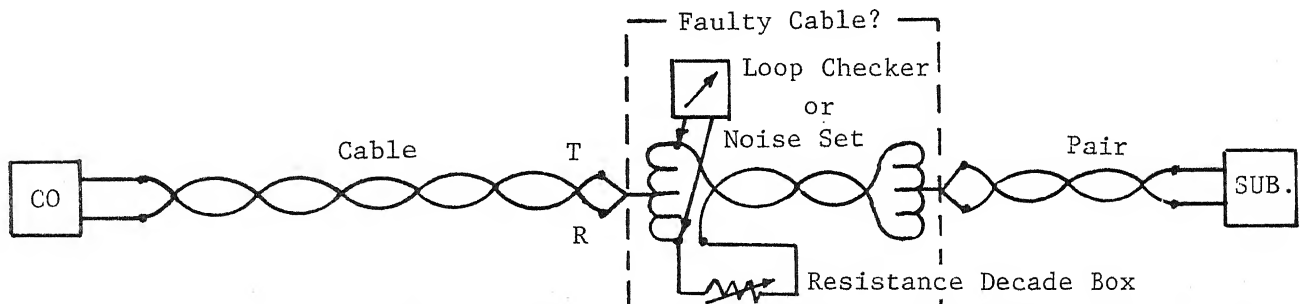 Faulty Cable?
Loop Checker
or
Noise Set
Cable
T
Pair
CO
SUB.
R
Resistance Decade Box